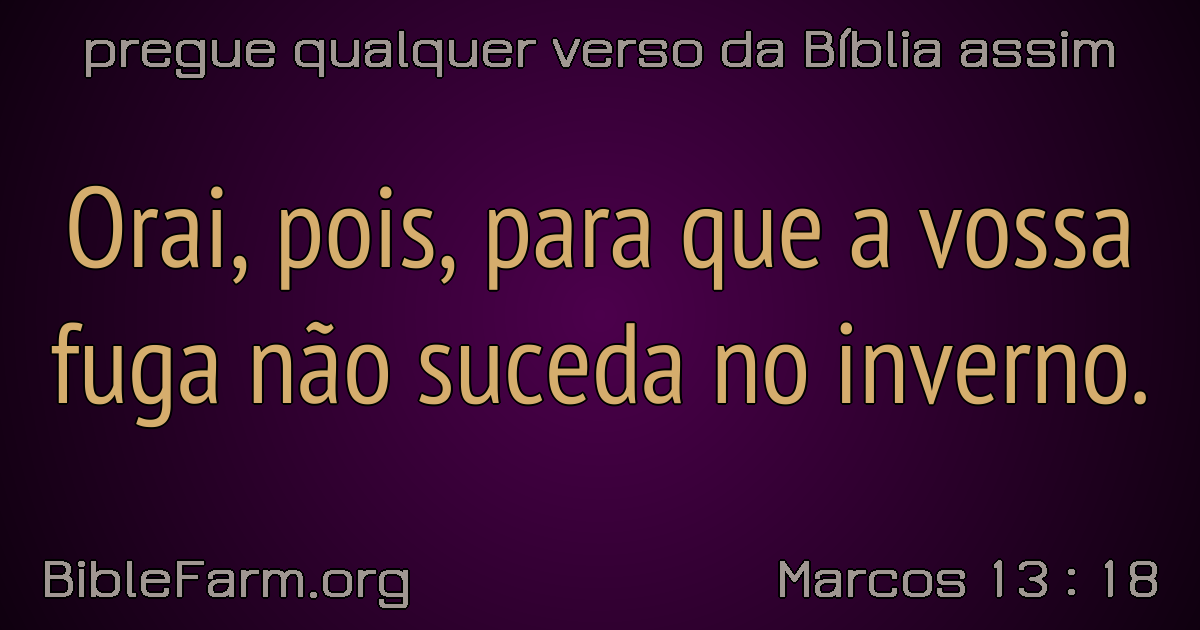 pregue qualquer verso da Bíblia assim
Orai, pois, para que a vossa
fuga não suceda no inverno.
BibleFarm.org
Marcos 13 : 18